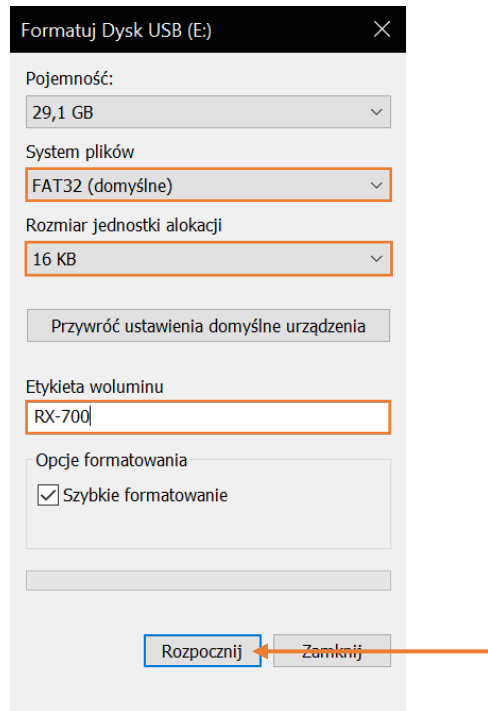 Formatuj Dysk USB (E:)
Pojemność:
29,1 GB
System plików
FAT32 (domyślne)
Rozmiar jednostki alokacji
16 KB
Przywróć ustawienia domyślne urządzenia
Etykieta woluminu
RX-700
Opcje formatowania
Szybkie formatowanie
Rozpocznij Zamknij